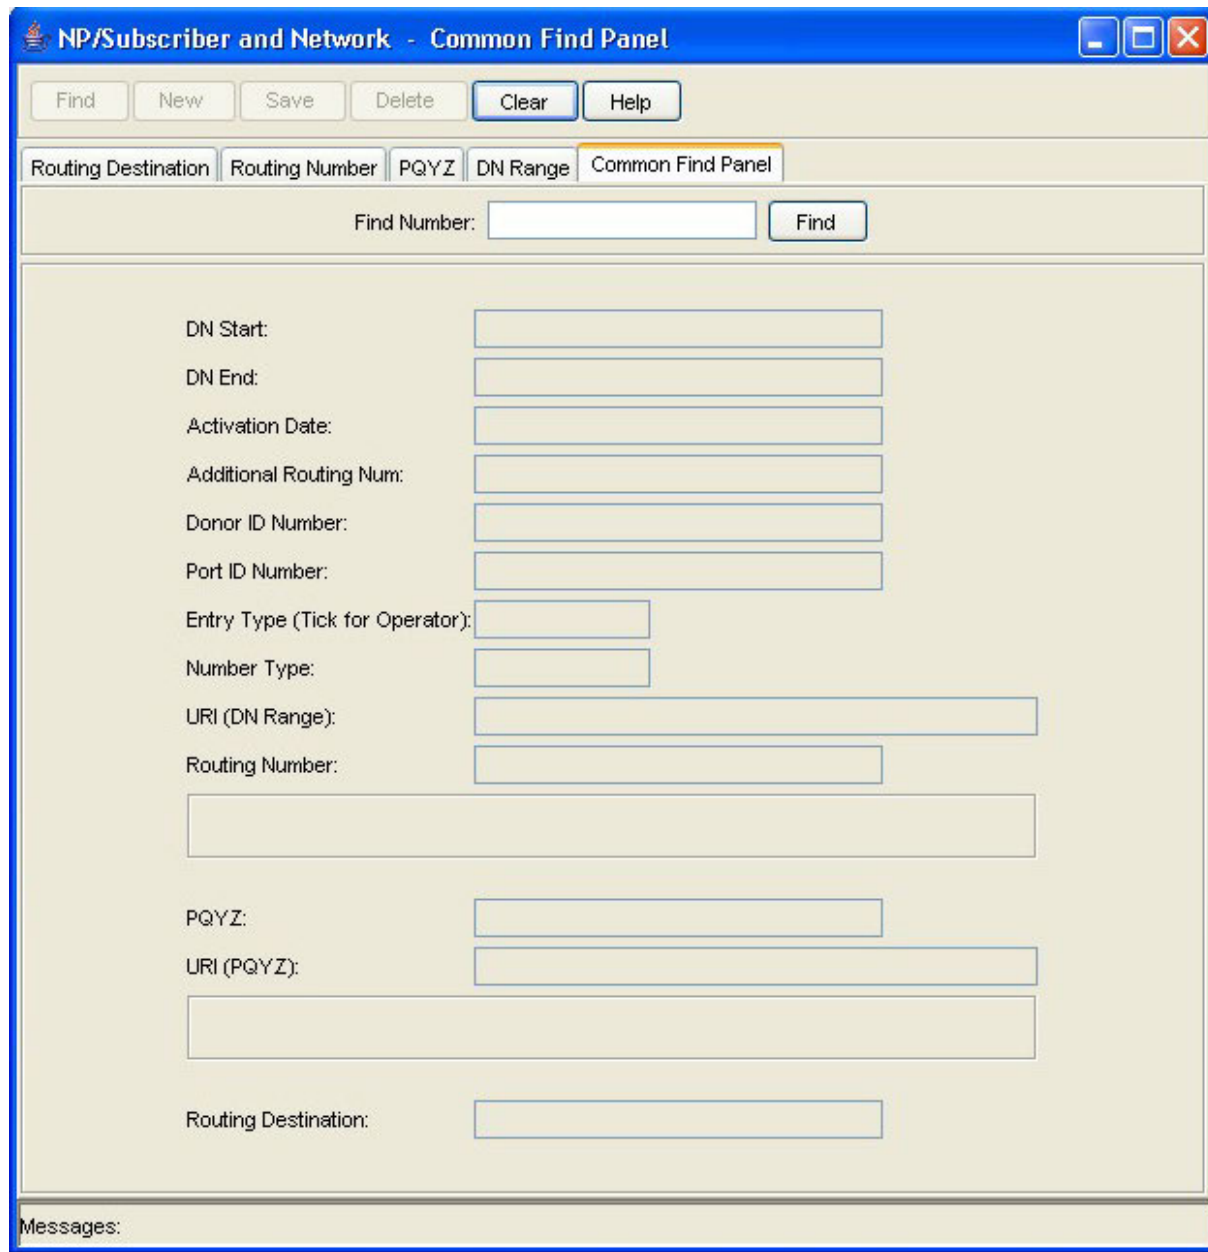 NP/Subscriber and Network - Common Find Panel
Find New Save Delete Clear Help
Routing Destination Routing Number PQYZ DN Range Common Find Panel
Find Number: Find
DN Start:
DN End:
Activation Date:
Additional Routing Num:
Donor ID Number:
Port ID Number:
Entry Type (Tick for Operator):
Number Type:
URI (DN Range):
Routing Number:
PQYZ:
URI (PQYZ):
Routing Destination:
Messages: